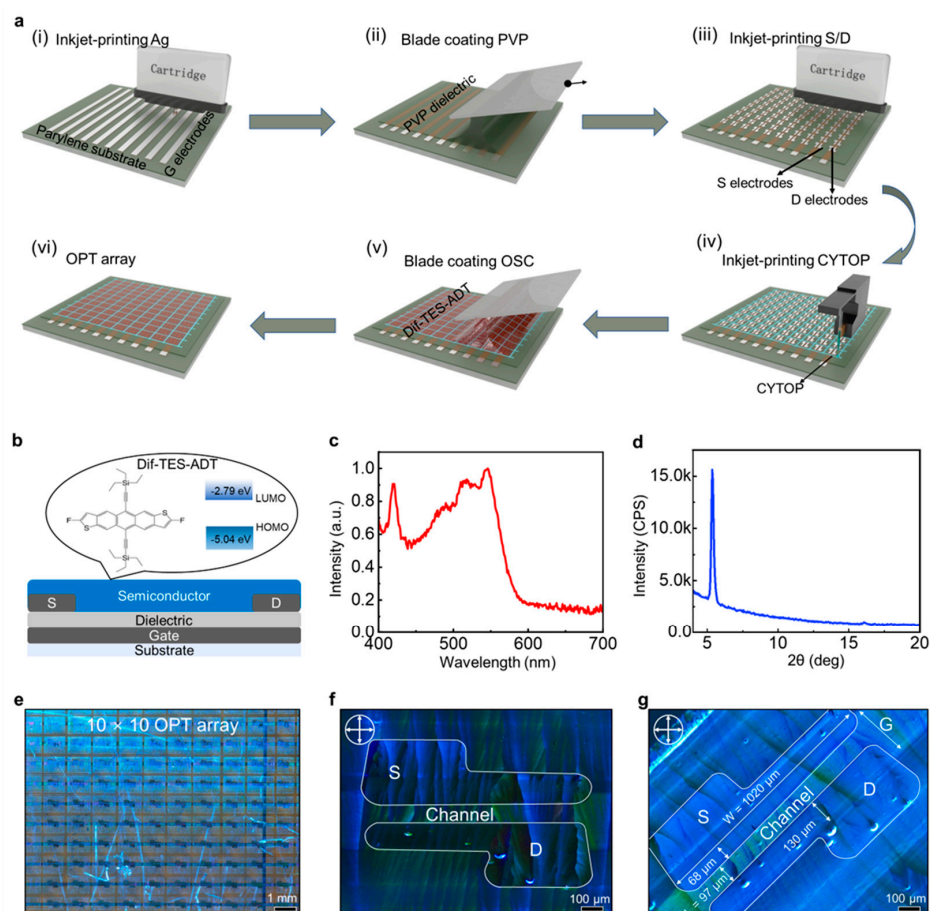 a
(i) Inkjet-printing Ag
Cartridge
Parylene substrate
G electrodes
(ii) Blade coating PVP
PVP dielectric
(iii) Inkjet-printing S/D
Cartridge
S electrodes
D electrodes
(vi) OPT array
(v) Blade coating OSC
Dif-TES-ADT
(iv) Inkjet-printing CYTOP
CYTOP
b
Dif-TES-ADT
Si
F
S
S
F
Si
-2.79 eV LUMO
HOMO
-5.04 eV
S
Semiconductor
D
Dielectric
Gate
Substrate
c
Intensity (a.u.)
1.0
0.8
0.6
0.4
0.2
400 500 600 700
Wavelength (nm)
d
Intensity (CPS)
15.0k
10.0k
5.0k
0.0
5 10 15 20
2θ (deg)
e
10 × 10 OPT array
1 mm
f
S
Channel
D
100 μm
g
G
S
W = 1020 μm
Channel
D
130 μm
68 μm
= 97 μm
100 μm